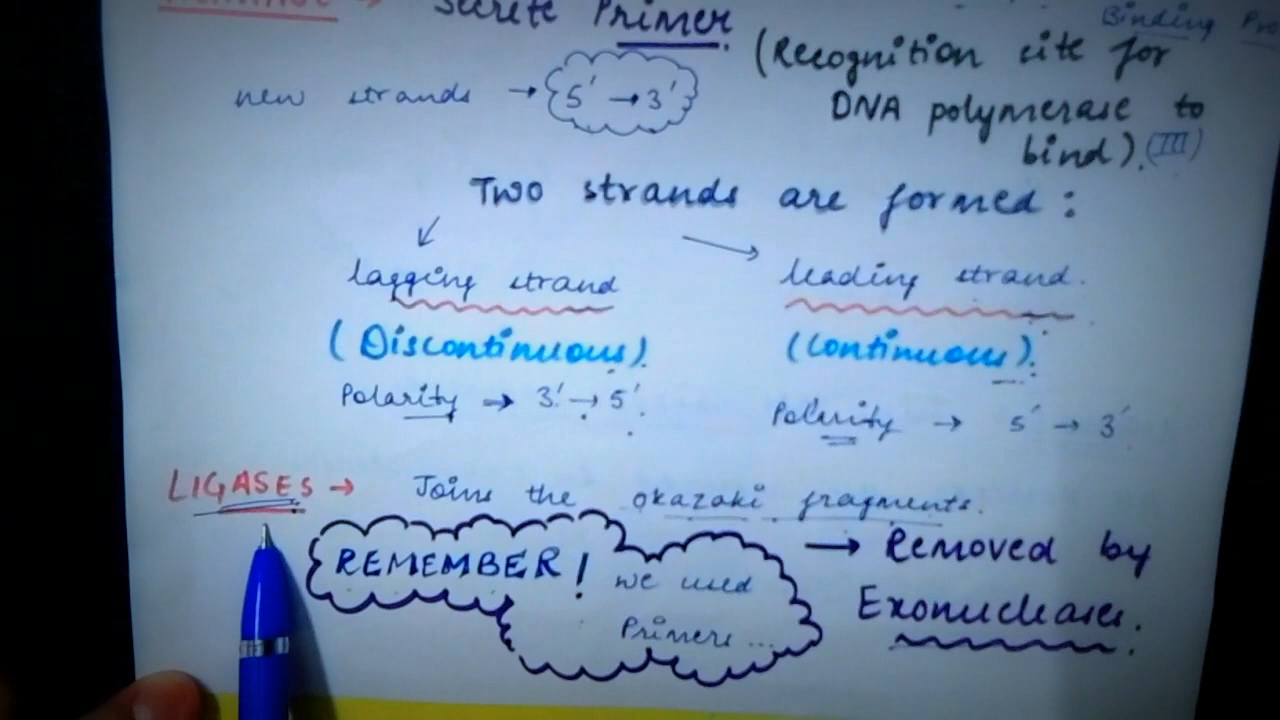 Secrete Primer.
Binding
(Recognition site for
DNA polymerase to
bind). (III)
new strands → 5' → 3'
Two strands are formed:
lagging strand
leading strand.
(Discontinuous).
(Continuous).
Polarity → 3' → 5'.
Polarity → 5' → 3'
LIGASES → Joins the okazaki fragments.
REMEMBER! we used
Primers ...
→ Removed by
Exonucleases.